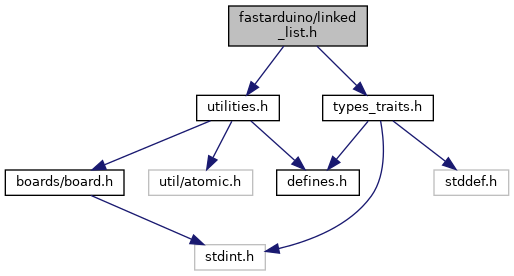 fastarduino/linked
_list.h
utilities.h
types_traits.h
boards/board.h
util/atomic.h
defines.h
stddef.h
stdint.h